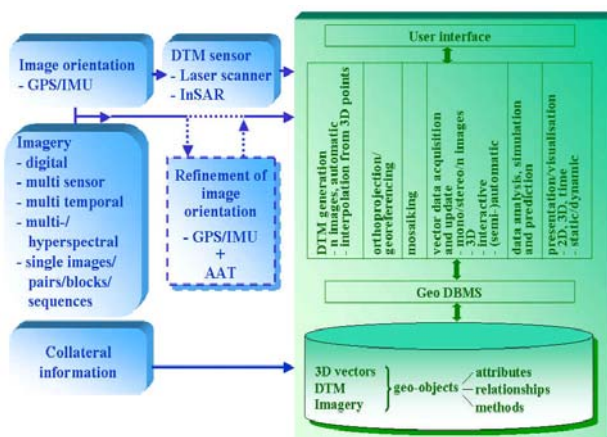 Image orientation
- GPS/IMU
DTM sensor
- Laser scanner
- InSAR
Imagery
- digital
- multi sensor
- multi temporal
- multi-/
hyperspectral
- single images/
pairs/blocks/
sequences
Refinement of
image
orientation
- GPS/IMU
+
AAT
Collateral
information
User interface
DTM generation
- n images, automatic
- interpolation from 3D points
orthoprojection/
georeferencing
mosaiking
vector data acquisition
and update
- mono/stereo/n images
- 3D
- interactive
- (semi-)automatic
data analysis, simulation
and prediction
presentation/visualisation
- 2D, 3D, time
- static/dynamic
Geo DBMS
3D vectors
DTM
Imagery
geo-objects
attributes
relationships
methods